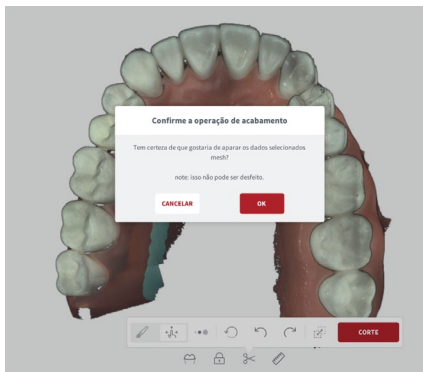 Confirme a operação de acabamento
Tem certeza de que gostaria de aparar os dados selecionados
mesh?
note: isso não pode ser desfeito.
CANCELAR
OK
CORTE